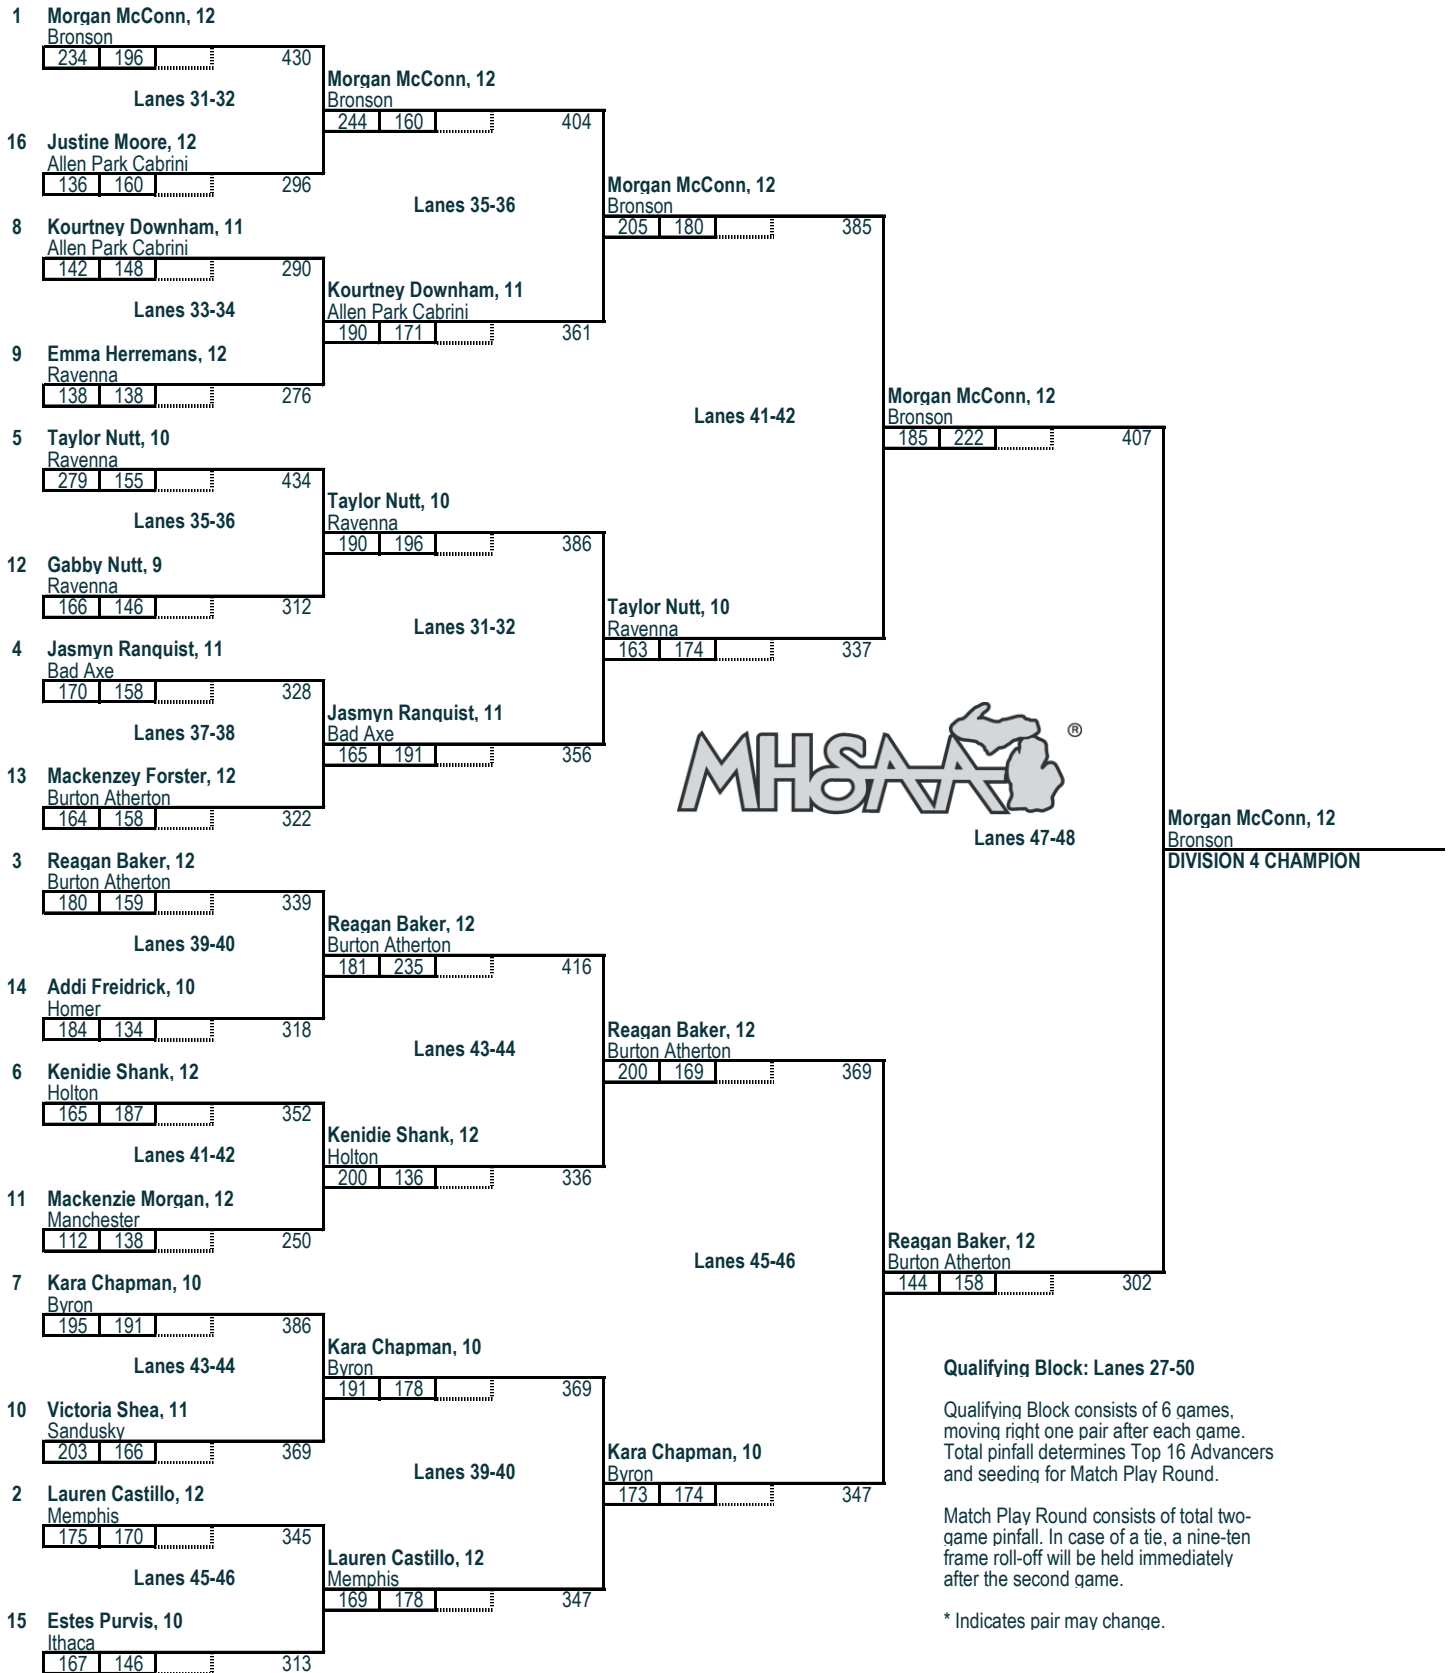 1 Morgan McConn, 12
Bronson
234 196 430
Lanes 31-32
16 Justine Moore, 12
Allen Park Cabrini
136 160 296
8 Kourtney Downham, 11
Allen Park Cabrini
142 148 290
Lanes 33-34
9 Emma Herremans, 12
Ravenna
138 138 276
5 Taylor Nutt, 10
Ravenna
279 155 434
Lanes 35-36
12 Gabby Nutt, 9
Ravenna
166 146 312
4 Jasmyn Ranquist, 11
Bad Axe
170 158 328
Lanes 37-38
13 Mackenzey Forster, 12
Burton Atherton
164 158 322
3 Reagan Baker, 12
Burton Atherton
180 159 339
Lanes 39-40
14 Addi Freidrick, 10
Homer
184 134 318
6 Kenidie Shank, 12
Holton
165 187 352
Lanes 41-42
11 Mackenzie Morgan, 12
Manchester
112 138 250
7 Kara Chapman, 10
Byron
195 191 386
Lanes 43-44
10 Victoria Shea, 11
Sandusky
203 166 369
2 Lauren Castillo, 12
Memphis
175 170 345
Lanes 45-46
15 Estes Purvis, 10
Ithaca
167 146 313
Morgan McConn, 12
Bronson
244 160 404
Lanes 35-36
Kourtney Downham, 11
Allen Park Cabrini
190 171 361
Taylor Nutt, 10
Ravenna
190 196 386
Lanes 31-32
Jasmyn Ranquist, 11
Bad Axe
165 191 356
Reagan Baker, 12
Burton Atherton
181 235 416
Lanes 43-44
Kenidie Shank, 12
Holton
200 136 336
Kara Chapman, 10
Byron
191 178 369
Lanes 39-40
Lauren Castillo, 12
Memphis
169 178 347
Morgan McConn, 12
Bronson
205 180 385
Lanes 41-42
Taylor Nutt, 10
Ravenna
163 174 337
Reagan Baker, 12
Burton Atherton
200 169 369
Lanes 45-46
Kara Chapman, 10
Byron
173 174 347
Morgan McConn, 12
Bronson
185 222 407
MHSAA ®
Lanes 47-48
Reagan Baker, 12
Burton Atherton
144 158 302
Morgan McConn, 12
Bronson
DIVISION 4 CHAMPION
Qualifying Block: Lanes 27-50
Qualifying Block consists of 6 games,
moving right one pair after each game.
Total pinfall determines Top 16 Advancers
and seeding for Match Play Round.
Match Play Round consists of total two-
game pinfall. In case of a tie, a nine-ten
frame roll-off will be held immediately
after the second game.
* Indicates pair may change.